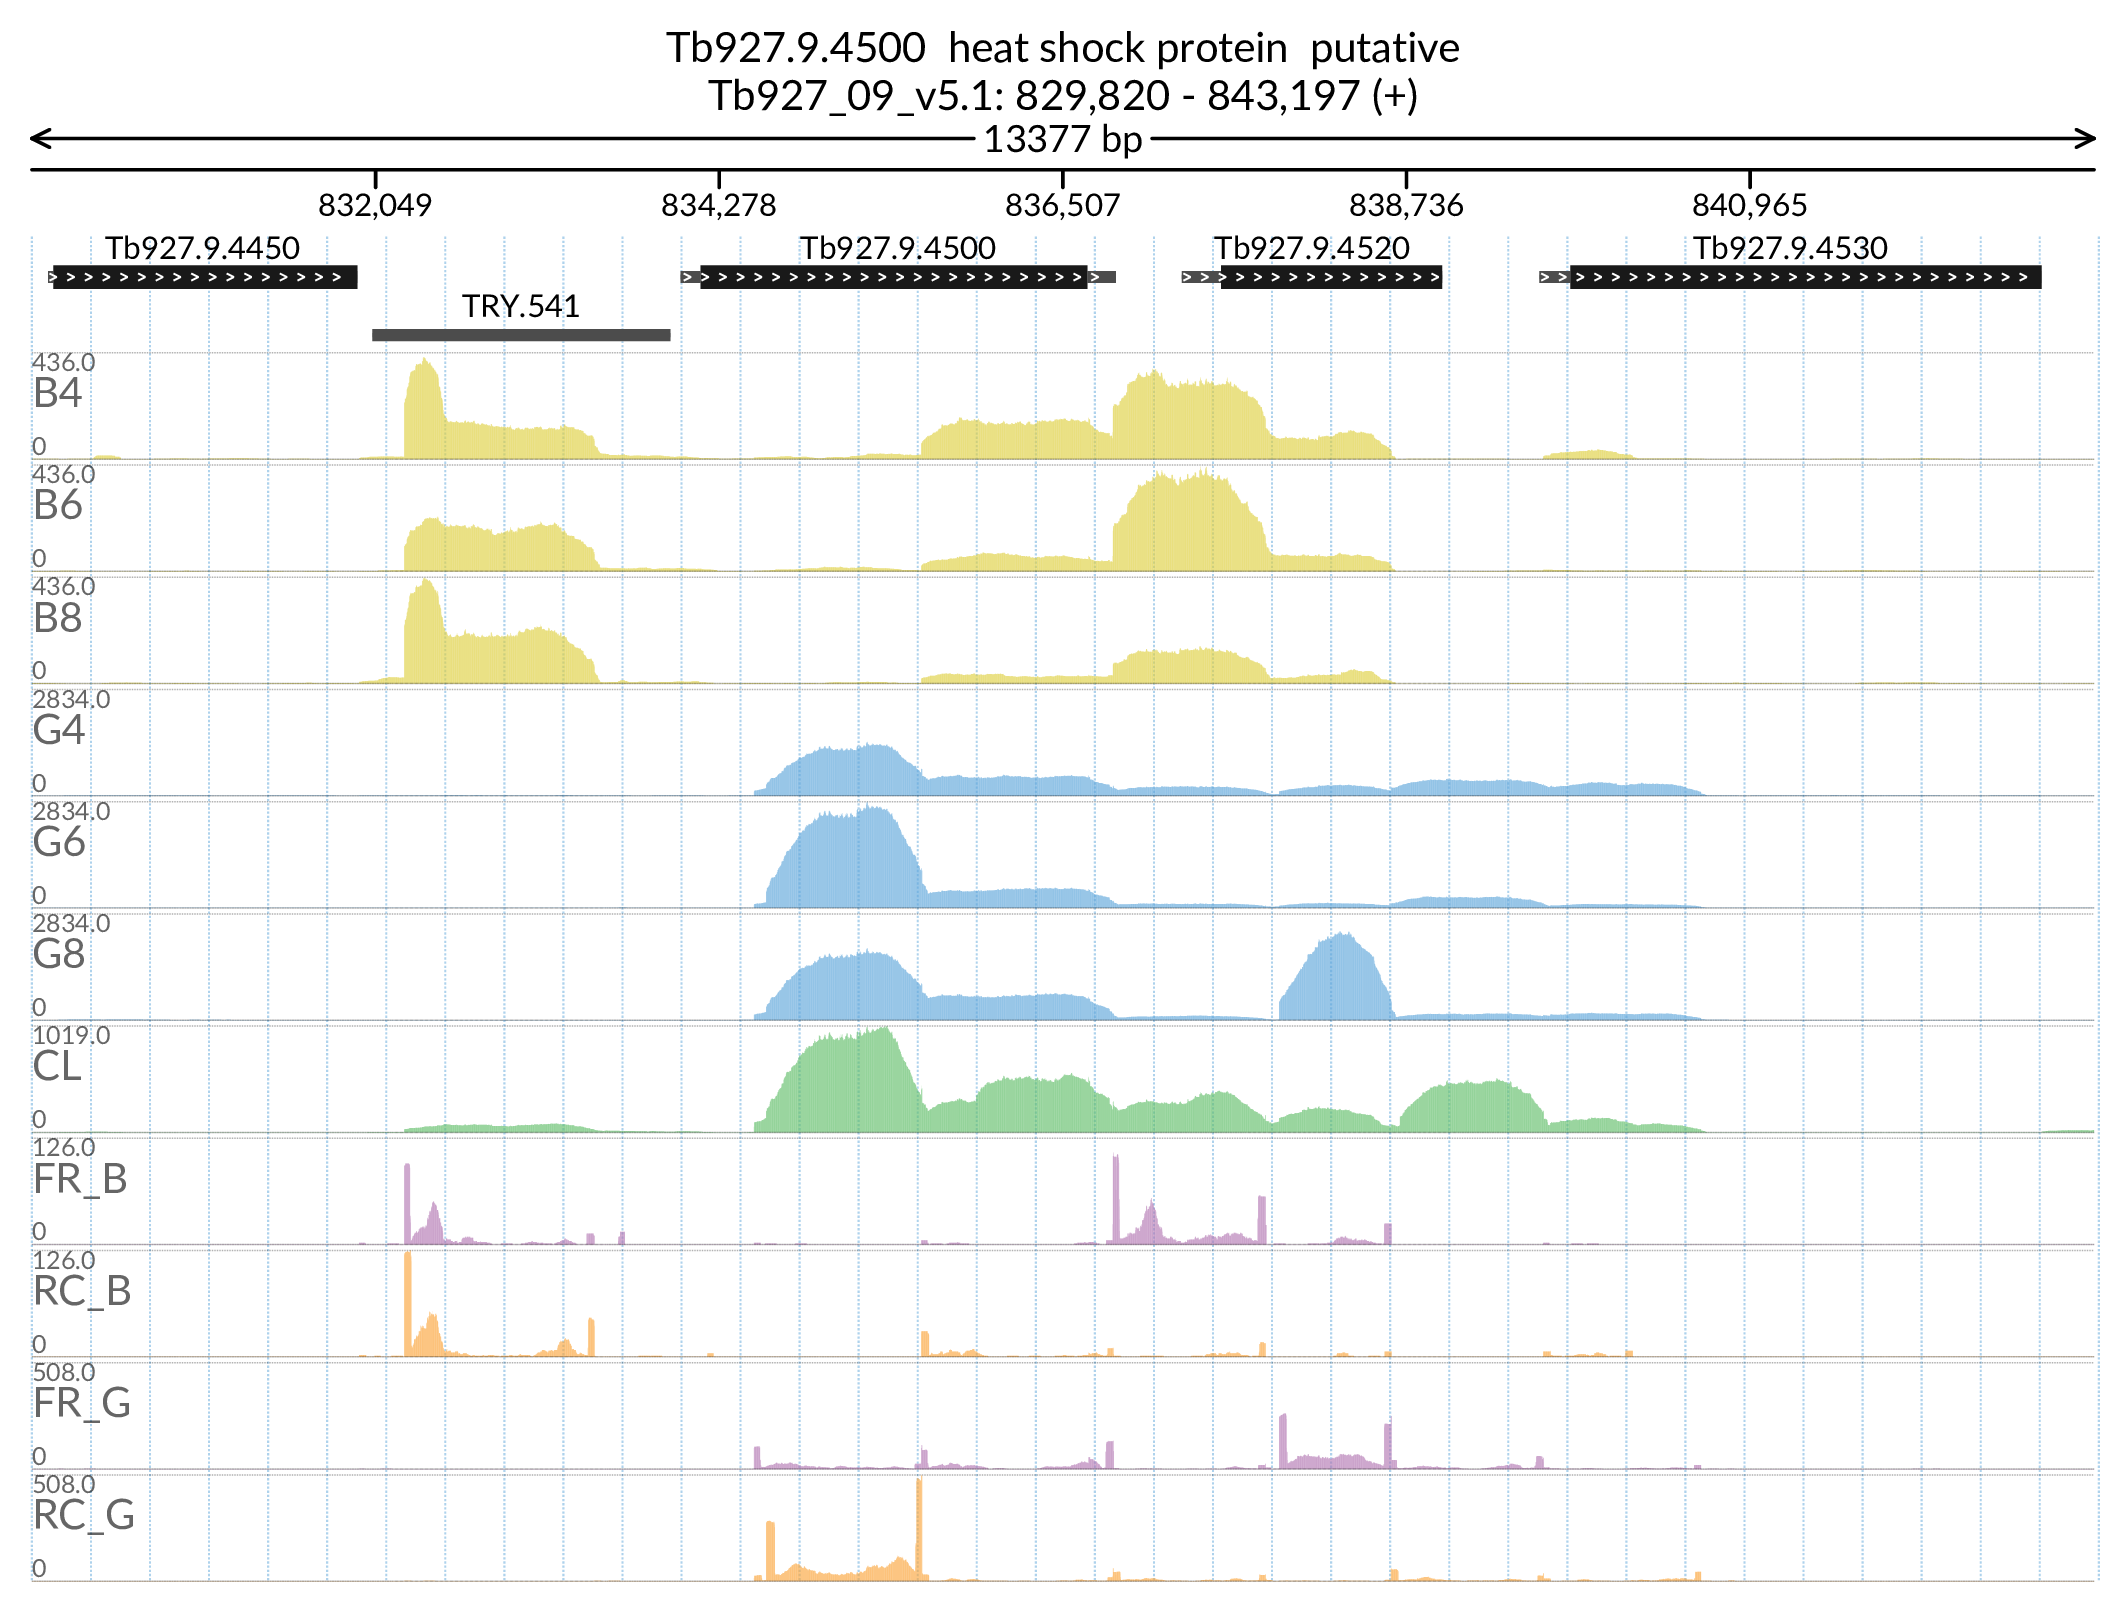 Tb927.9.4500 heat shock protein putative
Tb927_09_v5.1: 829,820 - 843,197 (+)
13377 bp
832,049 834,278 836,507 838,736 840,965
Tb927.9.4450 Tb927.9.4500 Tb927.9.4520 Tb927.9.4530
TRY.541
436.0
B4
0
436.0
B6
0
436.0
B8
0
2834.0
G4
0
2834.0
G6
0
2834.0
G8
0
1019.0
CL
0
126.0
FR_B
0
126.0
RC_B
0
508.0
FR_G
0
508.0
RC_G
0